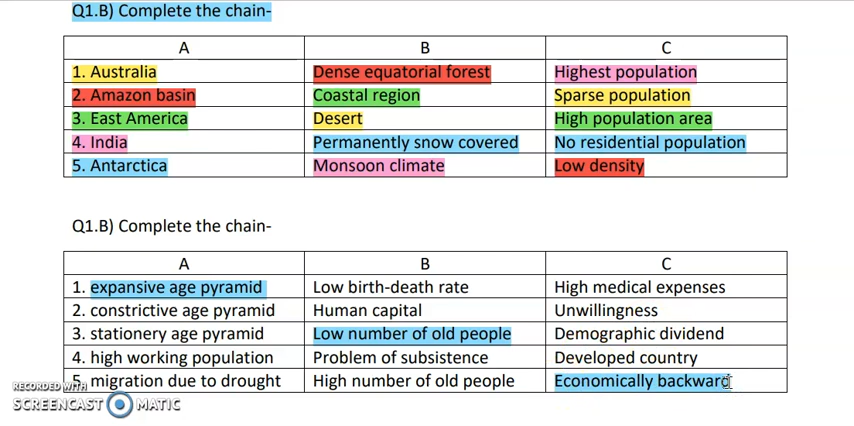 Q1.B) Complete the chain-
A B C
1. Australia Dense equatorial forest Highest population
2. Amazon basin Coastal region Sparse population
3. East America Desert High population area
4. India Permanently snow covered No residential population
5. Antarctica Monsoon climate Low density
Q1.B) Complete the chain-
A B C
1. expansive age pyramid Low birth-death rate High medical expenses
2. constrictive age pyramid Human capital Unwillingness
3. stationery age pyramid Low number of old people Demographic dividend
4. high working population Problem of subsistence Developed country
5. migration due to drought High number of old people Economically backward
RECORDED WITH
SCREENCAST MATIC